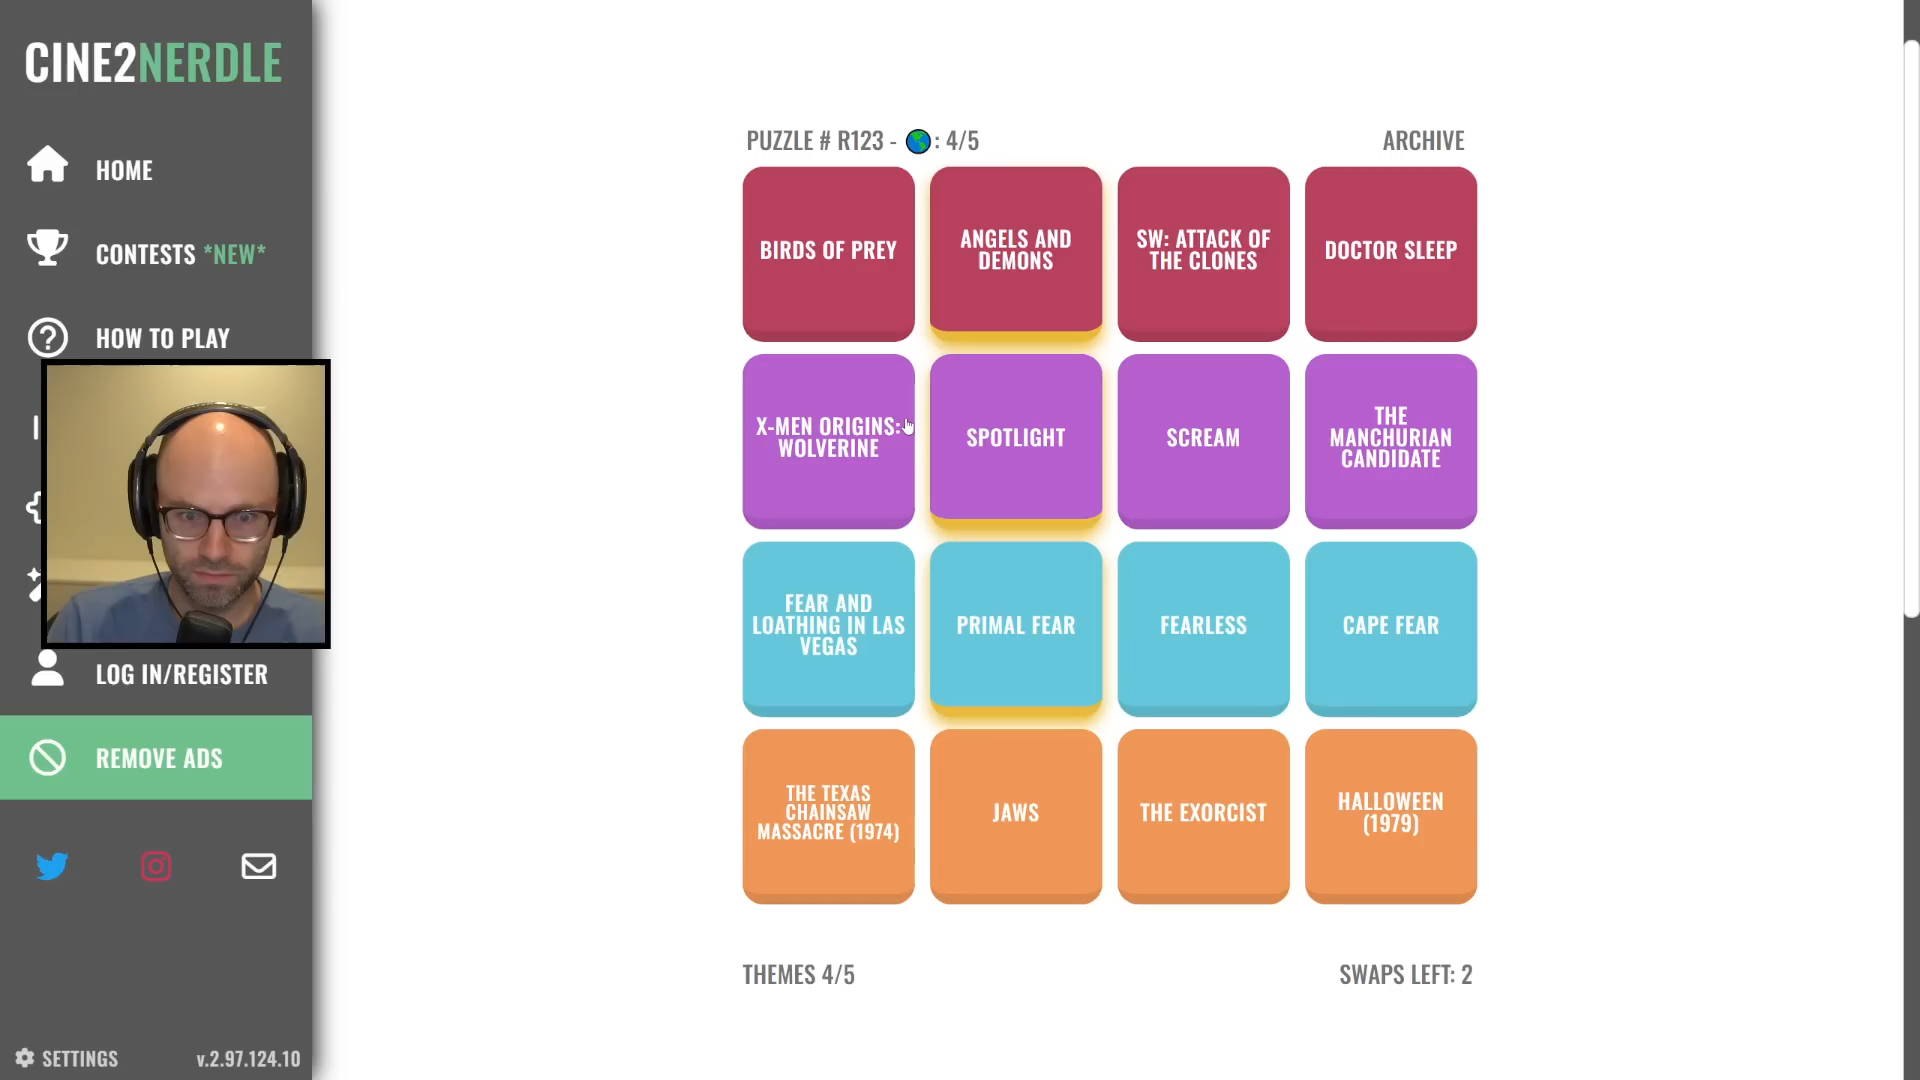 CINE2NERDLE
HOME
CONTESTS *NEW*
HOW TO PLAY
LOG IN/REGISTER
REMOVE ADS
SETTINGS
v.2.97.124.10
PUZZLE # R123 - 🌎: 4/5
ARCHIVE
BIRDS OF PREY
ANGELS AND
DEMONS
SW: ATTACK OF
THE CLONES
DOCTOR SLEEP
X-MEN ORIGINS:
WOLVERINE
SPOTLIGHT
SCREAM
THE
MANCHURIAN
CANDIDATE
FEAR AND
LOATHING IN LAS
VEGAS
PRIMAL FEAR
FEARLESS
CAPE FEAR
THE TEXAS
CHAINSAW
MASSACRE (1974)
JAWS
THE EXORCIST
HALLOWEEN
(1979)
THEMES 4/5
SWAPS LEFT: 2